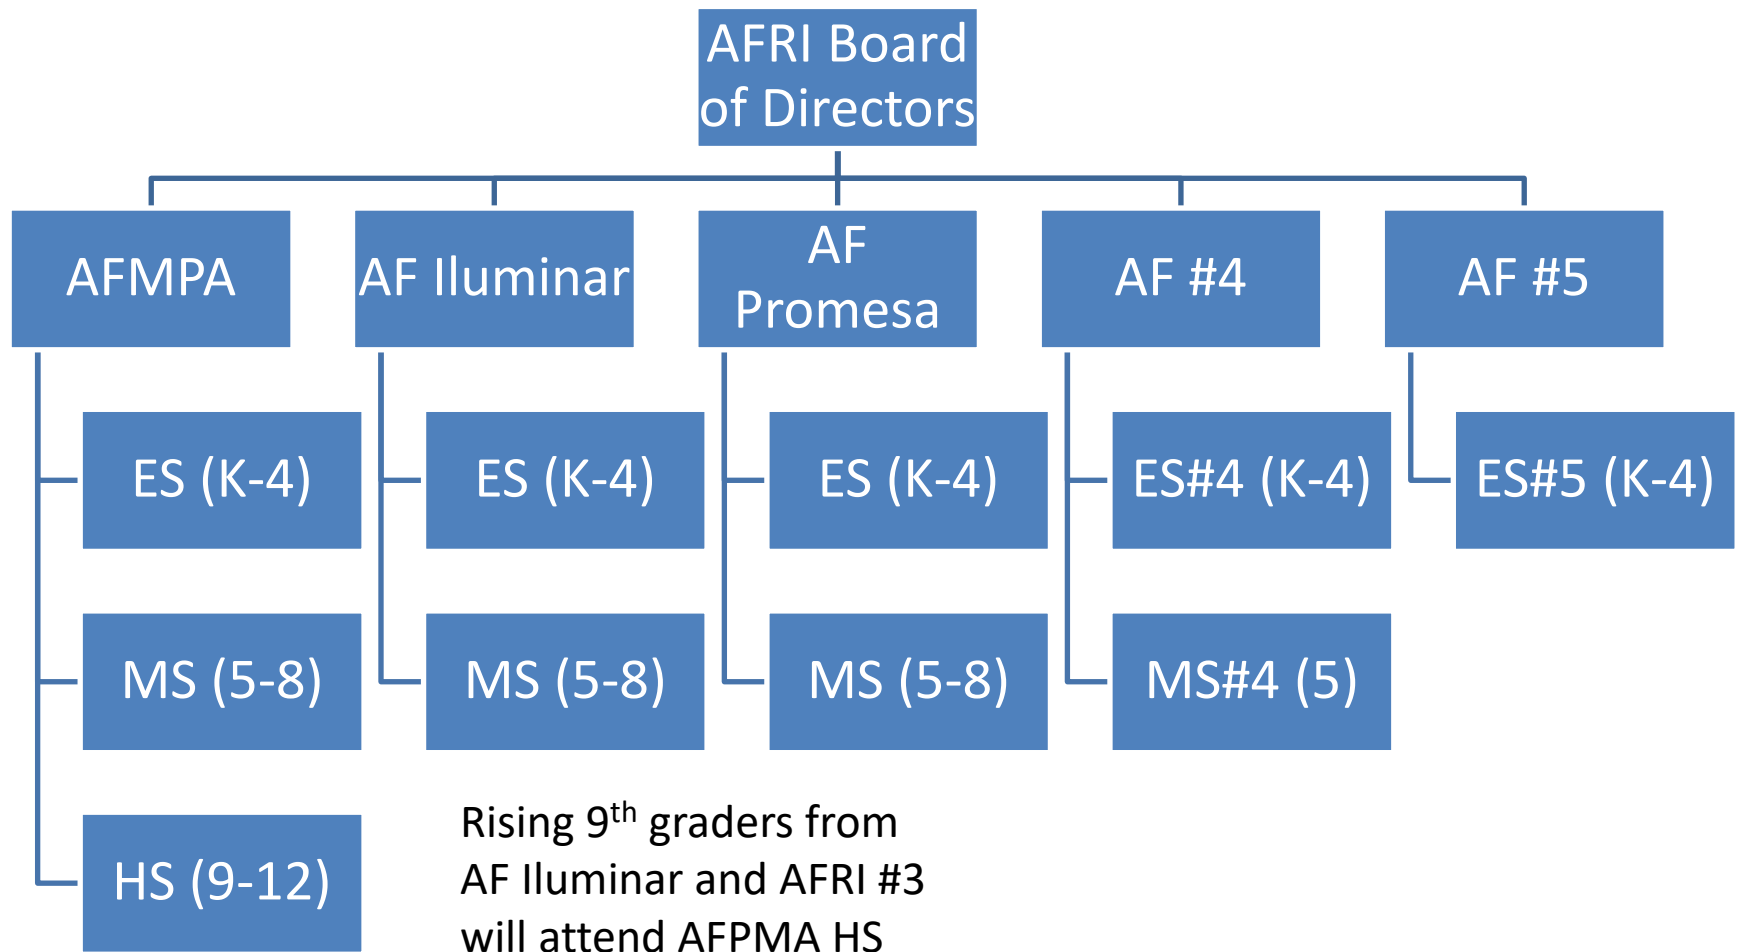 AFRI Board
of Directors
AFMPA
AF Iluminar
AF
Promesa
AF #4
AF #5
ES (K-4)
ES (K-4)
ES (K-4)
ES#4 (K-4)
ES#5 (K-4)
MS (5-8)
MS (5-8)
MS (5-8)
MS#4 (5)
HS (9-12)
Rising 9th graders from
AF Iluminar and AFRI #3
will attend AFPMA HS